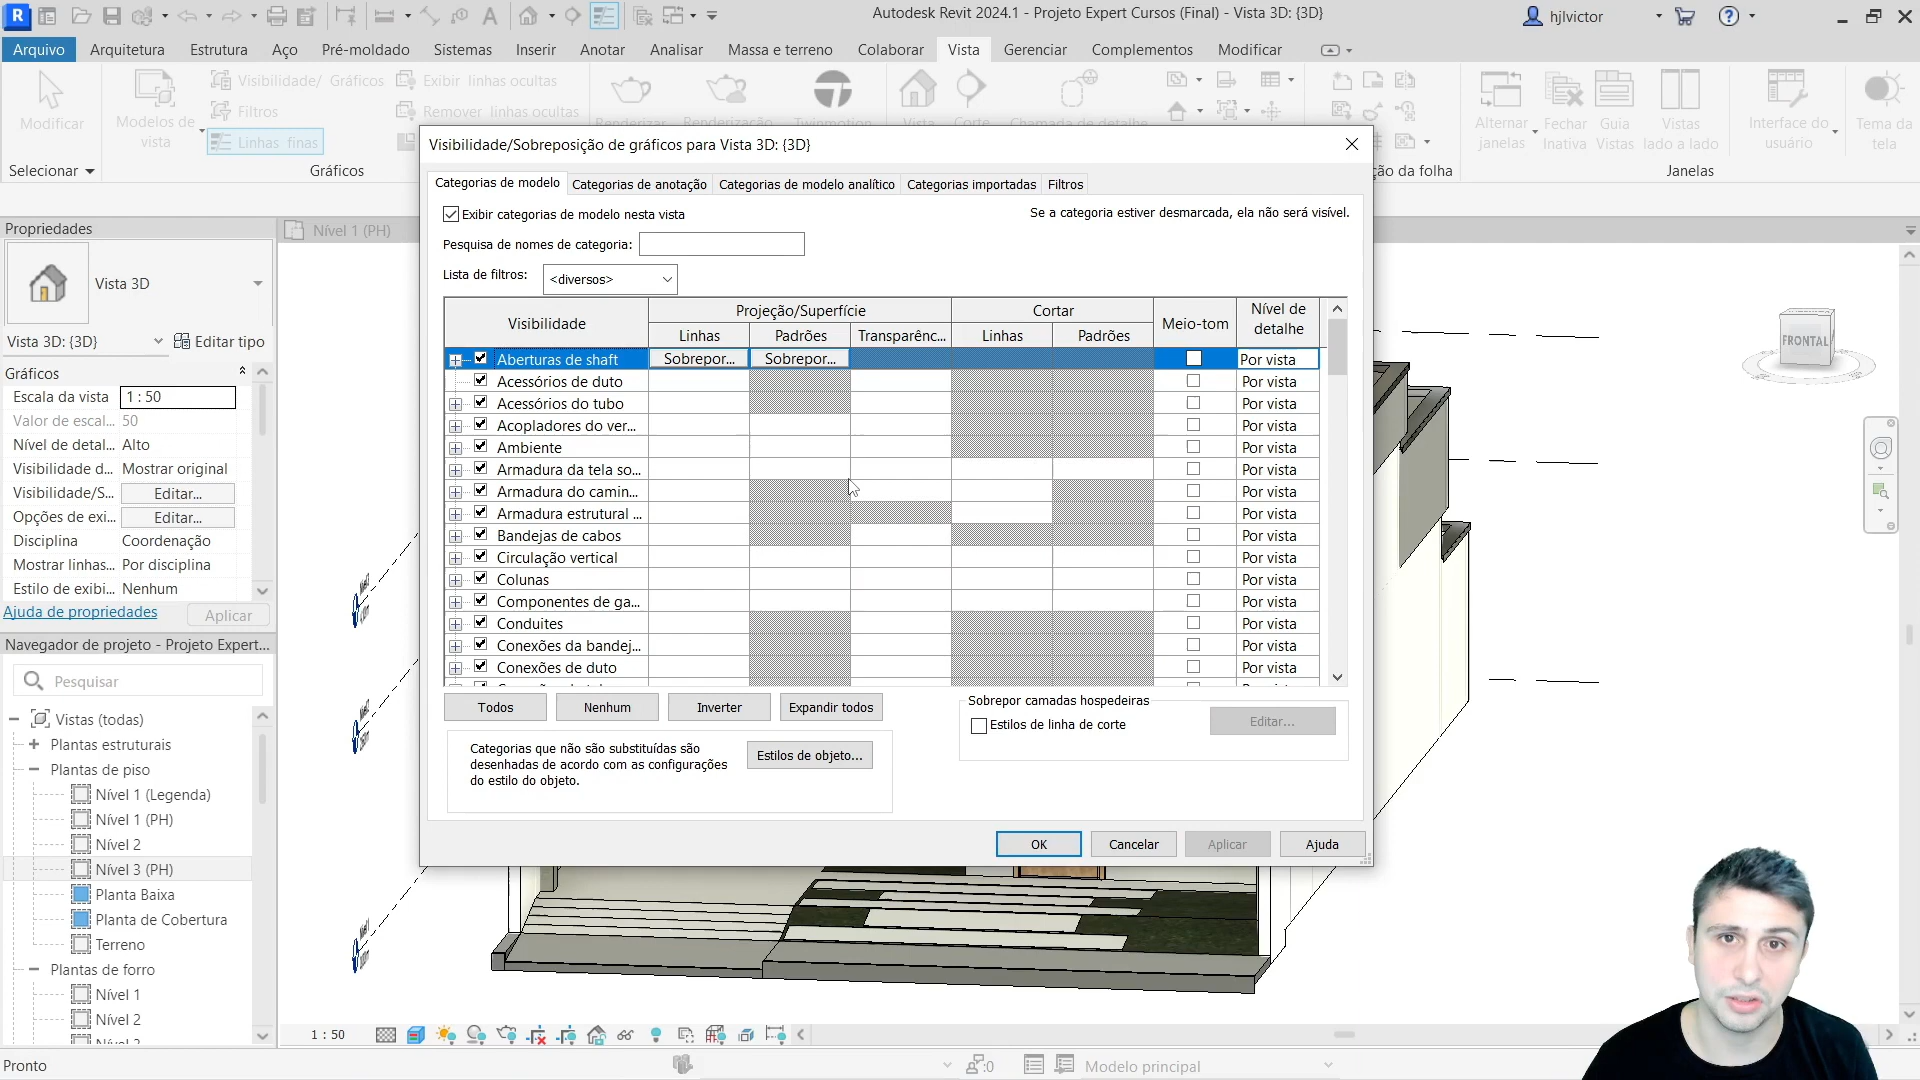 Autodesk Revit 2024.1 - Projeto Expert Cursos (Final) - Vista 3D: {3D}
hjlvictor
Arquivo Arquitetura Estrutura Aço Pré-moldado Sistemas Inserir Anotar Analisar Massa e terreno Colaborar Vista Gerenciar Complementos Modificar
Modificar
Modelos de vista
Visibilidade/ Gráficos
Filtros
Linhas finas
Exibir linhas ocultas
Remover linhas ocultas
Renderizar Renderização Twinmotion
Vista Corte Chamada de detalhe
Alternar janelas
Fechar Inativa
Guia Vistas
Vistas lado a lado
Interface do usuário
Tema da tela
Selecionar
Gráficos
ção da folha
Janelas
Propriedades
Vista 3D
Vista 3D: {3D}
Editar tipo
Gráficos
Escala da vista 1 : 50
Valor de escal... 50
Nível de detal... Alto
Visibilidade d... Mostrar original
Visibilidade/S... Editar...
Opções de exi... Editar...
Disciplina Coordenação
Mostrar linhas... Por disciplina
Estilo de exibi... Nenhum
Ajuda de propriedades
Aplicar
Navegador de projeto - Projeto Expert...
Pesquisar
Vistas (todas)
Plantas estruturais
Plantas de piso
Nível 1 (Legenda)
Nível 1 (PH)
Nível 2
Nível 3 (PH)
Planta Baixa
Planta de Cobertura
Terreno
Plantas de forro
Nível 1
Nível 2
Nível 1 (PH)
Visibilidade/Sobreposição de gráficos para Vista 3D: {3D}
Categorias de modelo Categorias de anotação Categorias de modelo analítico Categorias importadas Filtros
Exibir categorias de modelo nesta vista
Se a categoria estiver desmarcada, ela não será visível.
Pesquisa de nomes de categoria:
Lista de filtros: <diversos>
Visibilidade
Projeção/Superfície
Cortar
Meio-tom
Nível de detalhe
Linhas Padrões Transparênc... Linhas Padrões
Aberturas de shaft Sobrepor... Sobrepor... Por vista
Acessórios de duto Por vista
Acessórios do tubo Por vista
Acopladores do ver... Por vista
Ambiente Por vista
Armadura da tela so... Por vista
Armadura do camin... Por vista
Armadura estrutural ... Por vista
Bandejas de cabos Por vista
Circulação vertical Por vista
Colunas Por vista
Componentes de ga... Por vista
Conduites Por vista
Conexões da bandej... Por vista
Conexões de duto Por vista
Todos Nenhum Inverter Expandir todos
Categorias que não são substituídas são
desenhadas de acordo com as configurações
do estilo do objeto.
Estilos de objeto...
Sobrepor camadas hospedeiras
Estilos de linha de corte
Editar...
OK Cancelar Aplicar Ajuda
FRONTAL
1 : 50
Pronto
:0
Modelo principal